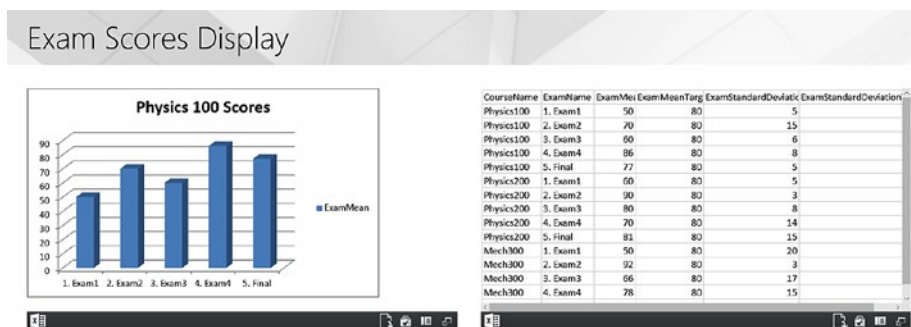 Exam Scores Display
Physics 100 Scores
90
80
70
60
50
40
30
20
10
0
1. Exam1 2. Exam2 3. Exam3 4. Exam4 5. Final
ExamMean
CourseName ExamName ExamMea ExamMeanTarg ExamStandardDeviatic ExamStandardDeviation
Physics100 1. Exam1 50 80 5
Physics100 2. Exam2 70 80 15
Physics100 3. Exam3 60 80 6
Physics100 4. Exam4 86 80 8
Physics100 5. Final 77 80 5
Physics200 1. Exam1 60 80 5
Physics200 2. Exam2 90 80 3
Physics200 3. Exam3 80 80 8
Physics200 4. Exam4 70 80 14
Physics200 5. Final 81 80 15
Mech300 1. Exam1 50 80 20
Mech300 2. Exam2 92 80 3
Mech300 3. Exam3 66 80 17
Mech300 4. Exam4 78 80 15